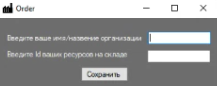 Order
Введите ваше имя/название организации
Введите Id ваших ресурсов на складе
Сохранить